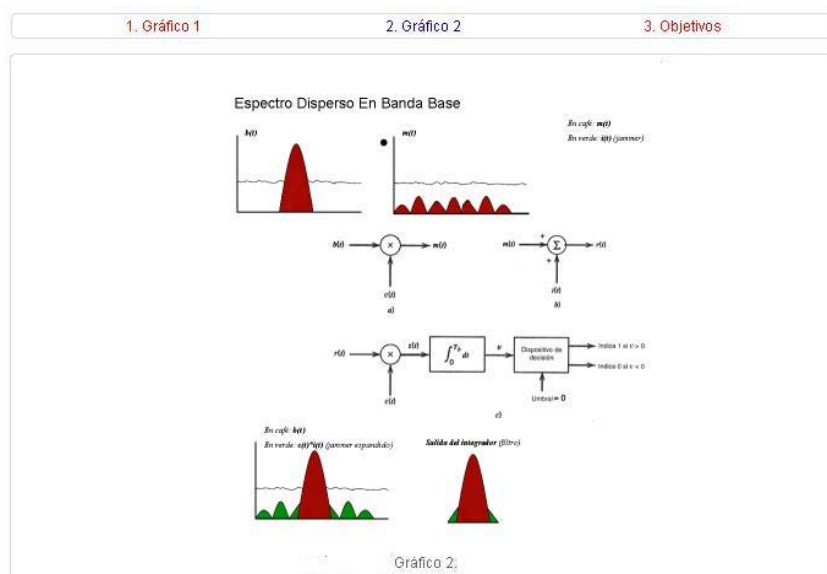 1. Gráfico 1
2. Gráfico 2
3. Objetivos
Espectro Disperso En Banda Base
b(t)
m(t)
En café: m(t)
En verde: i(t) (jammer)
b(t)
×
m(t)
c(t)
a)
m(t)
+
Σ
r(t)
+
i(t)
b)
r(t)
×
z(t)
∫₀ᵀᵇ dt
v
Dispositivo de
decisión
Indica 1 si v > 0
Indica 0 si v < 0
c(t)
Umbral = 0
c)
En café: b(t)
En verde: c(t)*i(t) (jammer expandido)
Salida del integrador (filtro)
Gráfico 2.